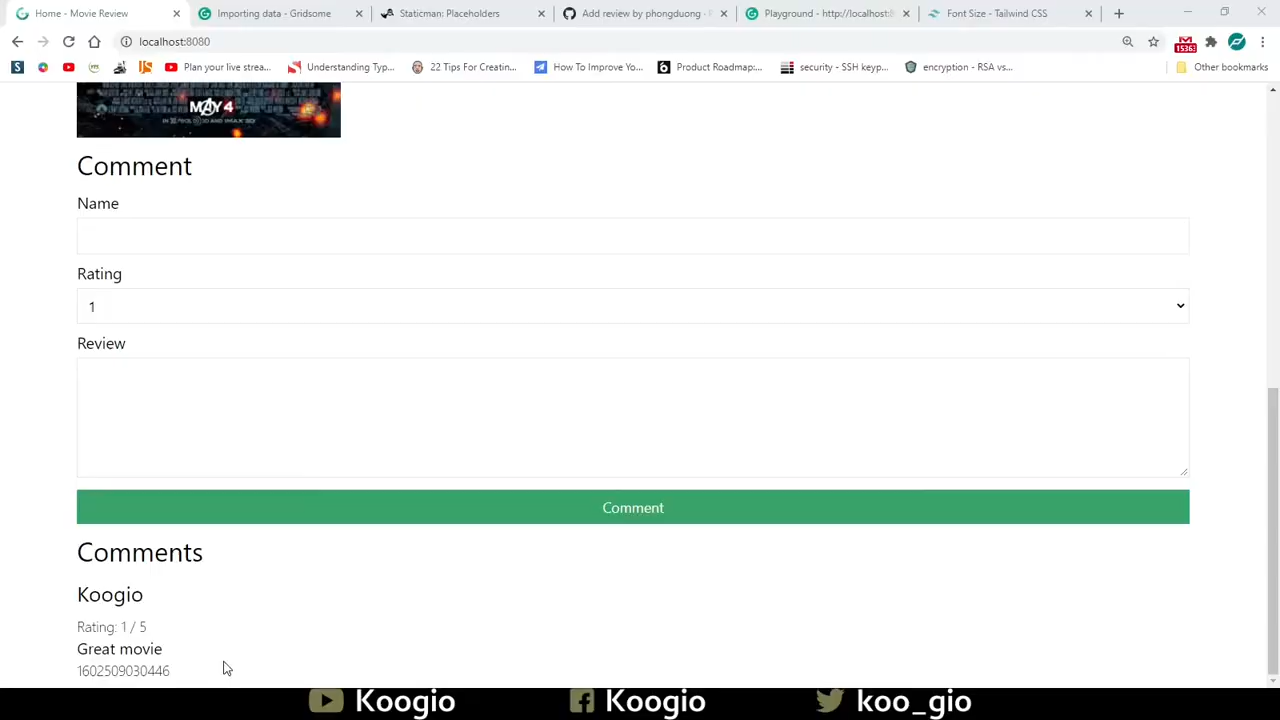 Home - Movie Review
Importing data - Gridsome
Staticman: Placeholders
Add review by phongduong
Playground - http://localhost:8
Font Size - Tailwind CSS
localhost:8080
15363
Plan your live strea...
Understanding Typ...
22 Tips For Creatin...
How To Improve Yo...
Product Roadmap:...
security - SSH keyp...
encryption - RSA vs...
Other bookmarks
MAY 4
Comment
Name
Rating
1
Review
Comment
Comments
Koogio
Rating: 1 / 5
Great movie
1602509030446
Koogio
Koogio
koo_gio